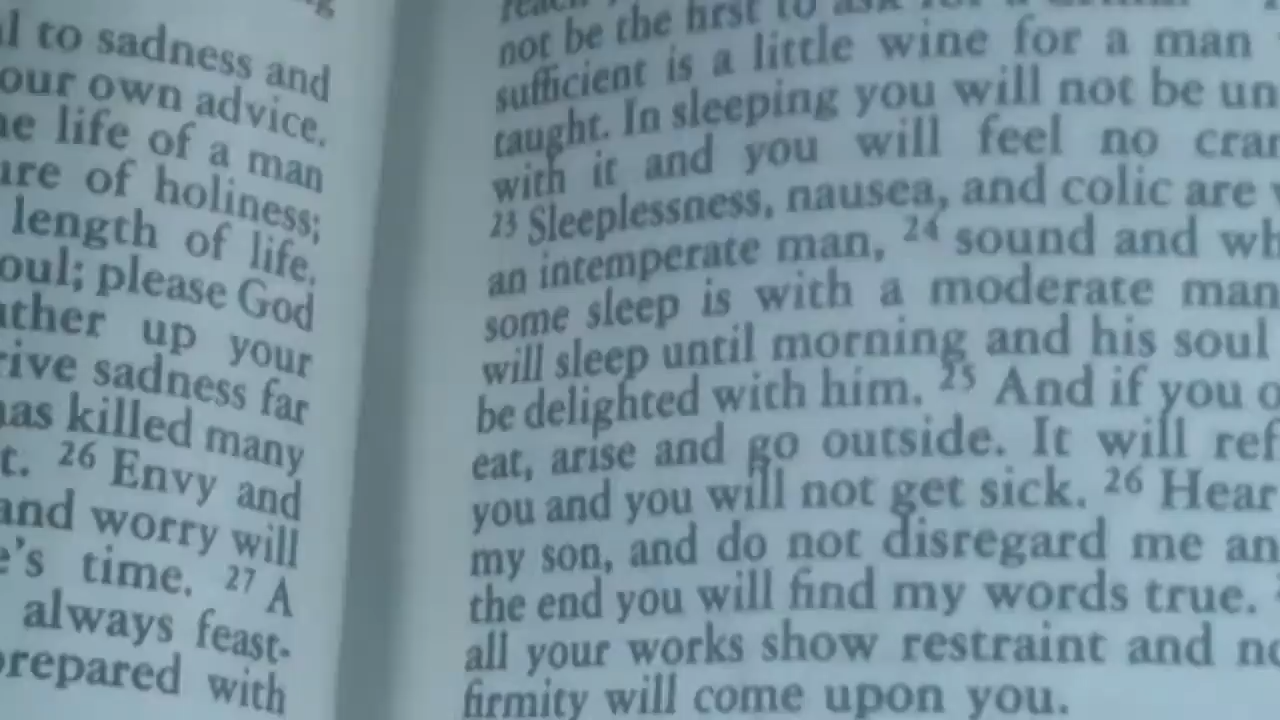 l to sadness and
our own advice.
life of a man
of holiness;
length of life.
please God
up your
sadness far
killed many
26 Envy and
and worry will
time. 27 A
always feast-
prepared with
not be the first to ask for a
sufficient is a little wine for a man
taught. In sleeping you will not be un
with it and you will feel no cram
23 Sleeplessness, nausea, and colic are
an intemperate man, 24 sound and wh
some sleep is with a moderate man
will sleep until morning and his soul
be delighted with him. 25 And if you o
eat, arise and go outside. It will ref
you and you will not get sick. 26 Hear
my son, and do not disregard me an
the end you will find my words true.
all your works show restraint and no
firmity will come upon you.